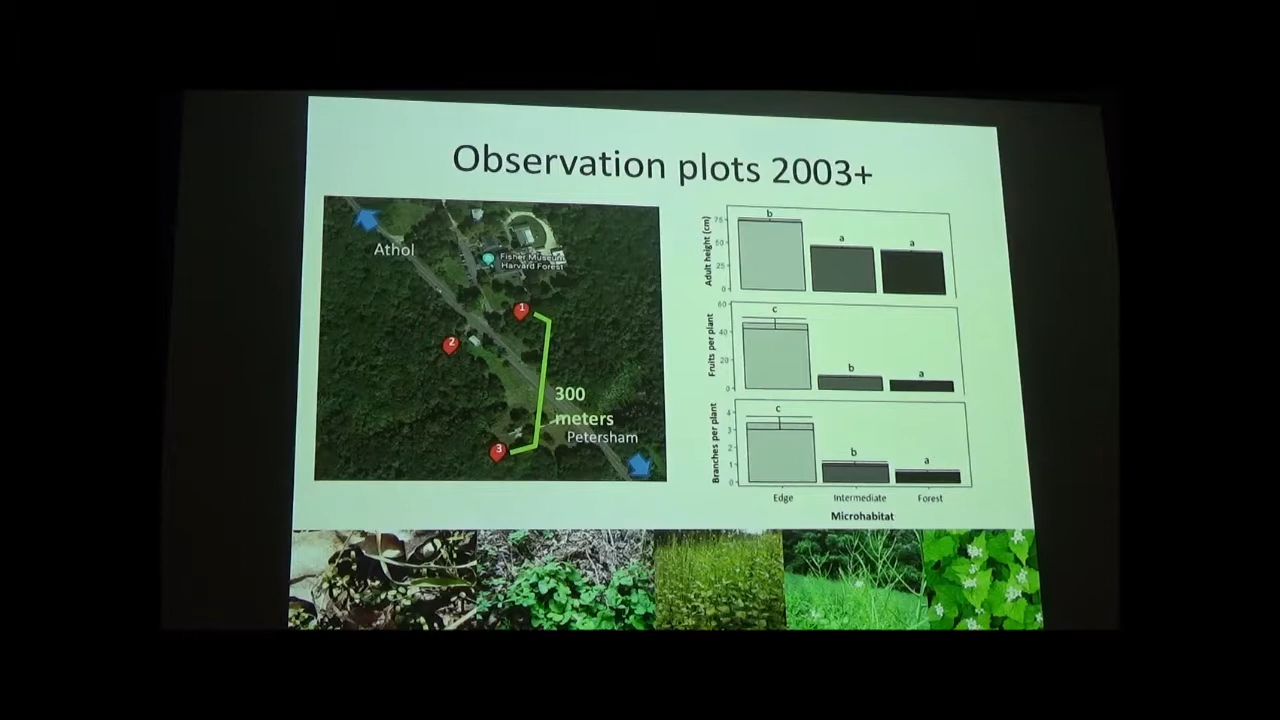 Observation plots 2003+
Athol
Fisher Museum
Harvard Forest
1
2
300
meters
Petersham
3
Adult height (cm)
75
50
25
0
b
a
a
Fruits per plant
60
40
20
0
c
b
a
Branches per plant
4
3
2
1
0
c
b
a
Edge
Intermediate
Forest
Microhabitat